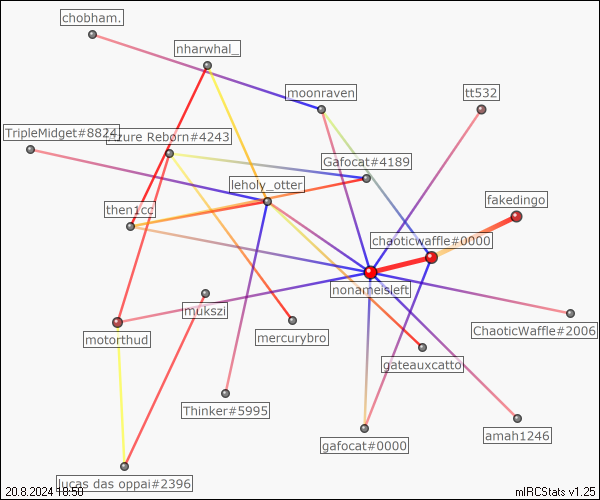 chobham.
nharwhal_
moonraven
tt532
TripleMidget#8824
zure Reborn#4243
Gafocat#4189
leholy_otter
fakedingo
then1cc
chaoticwaffle#0000
nonameisleft
mukszi
ChaoticWaffle#2006
motorthud
mercurybro
gateauxcatto
Thinker#5995
amah1246
gafocat#0000
lucas das oppai#2396
20.8.2024 10:50
mIRCStats v1.25